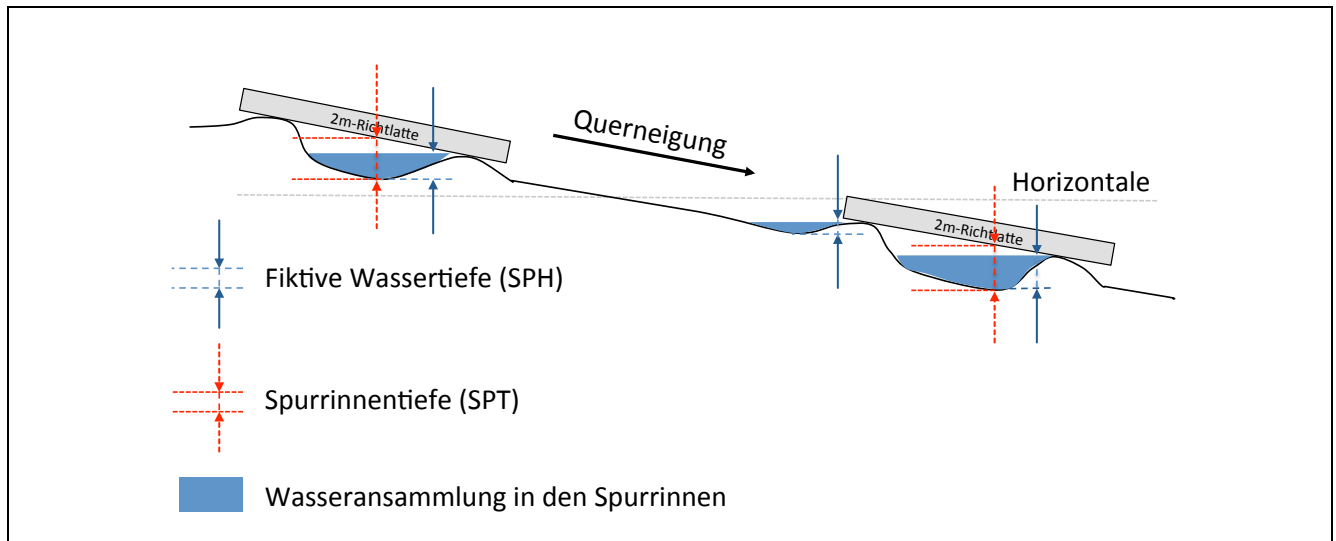 2m-Richtlatte
Querneigung
Horizontale
2m-Richtlatte
Fiktive Wassertiefe (SPH)
Spurrinnentiefe (SPT)
Wasseransammlung in den Spurrinnen